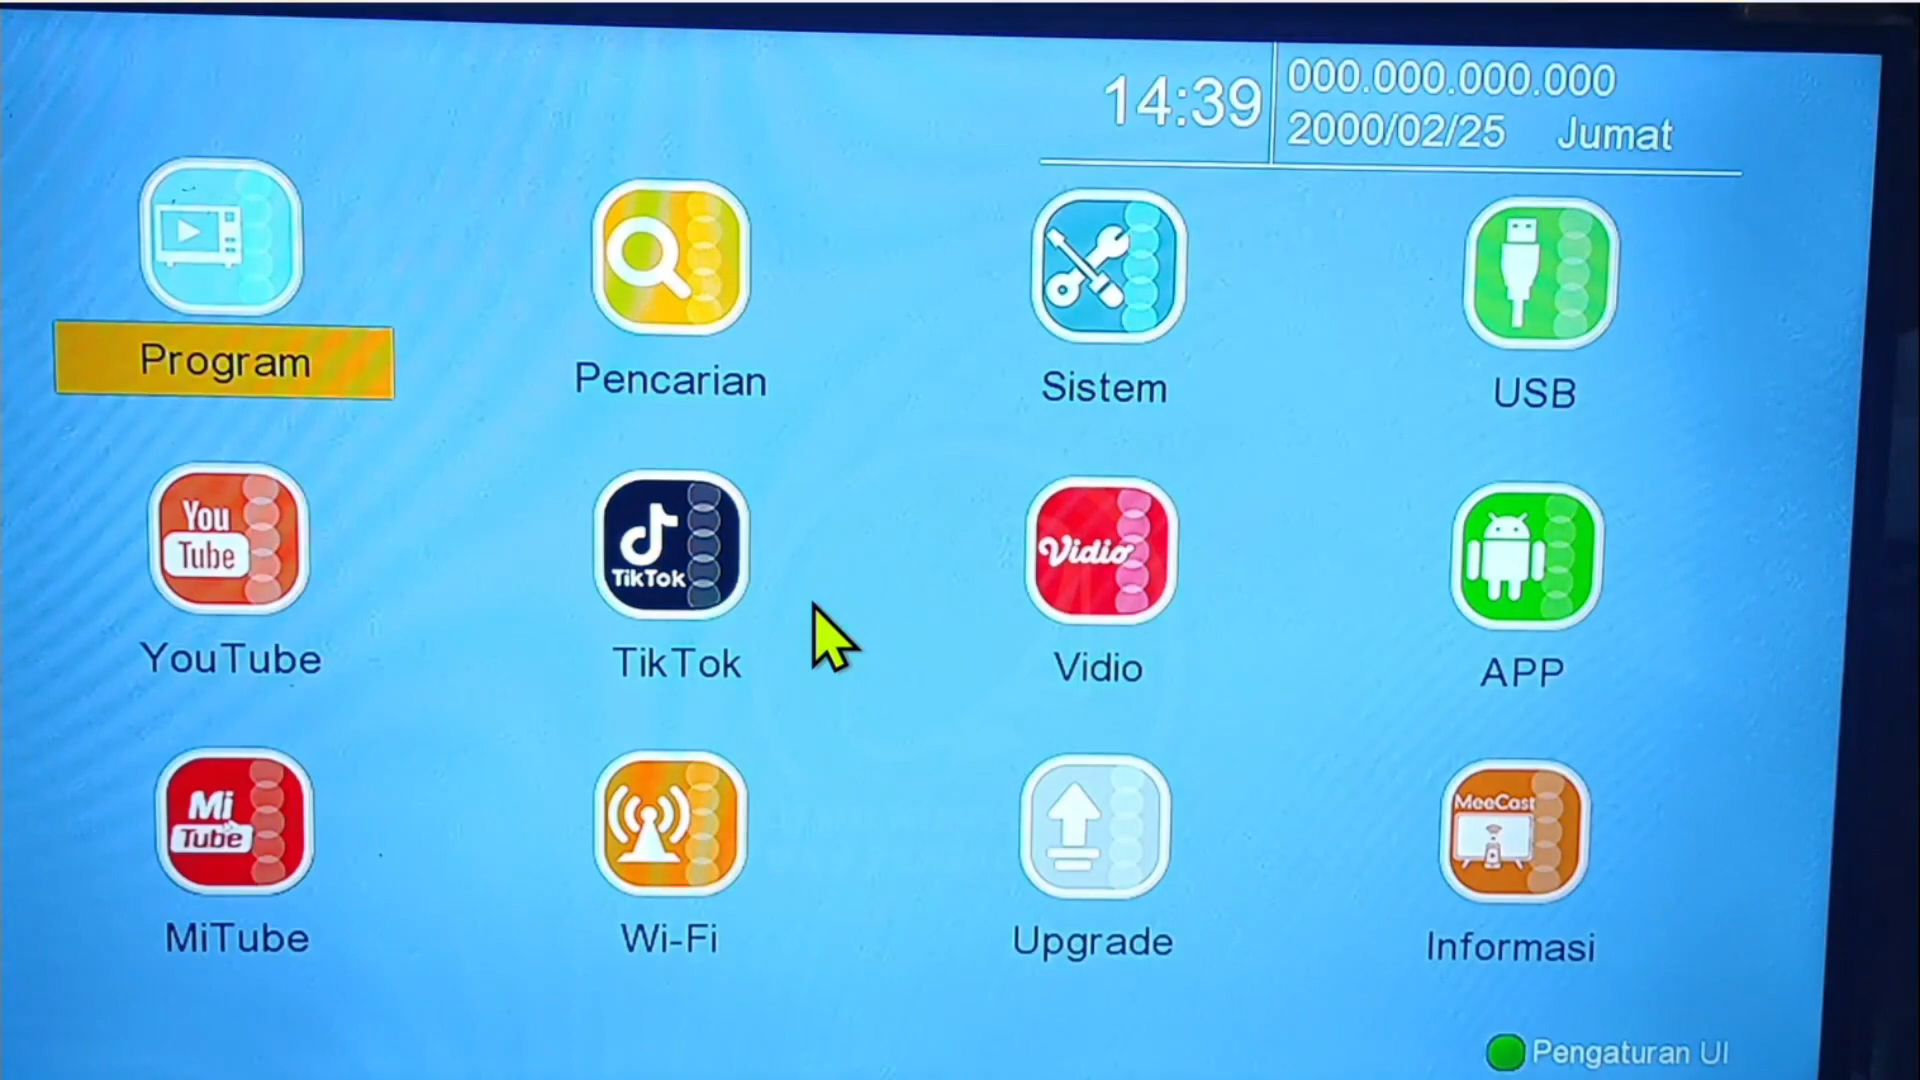 14:39
000.000.000.000
2000/02/25 Jumat
Program
Pencarian
Sistem
USB
You
Tube
YouTube
TikTok
TikTok
Vidio
Vidio
APP
Mi
Tube
MiTube
Wi-Fi
Upgrade
MeeCast
Informasi
Pengaturan UI